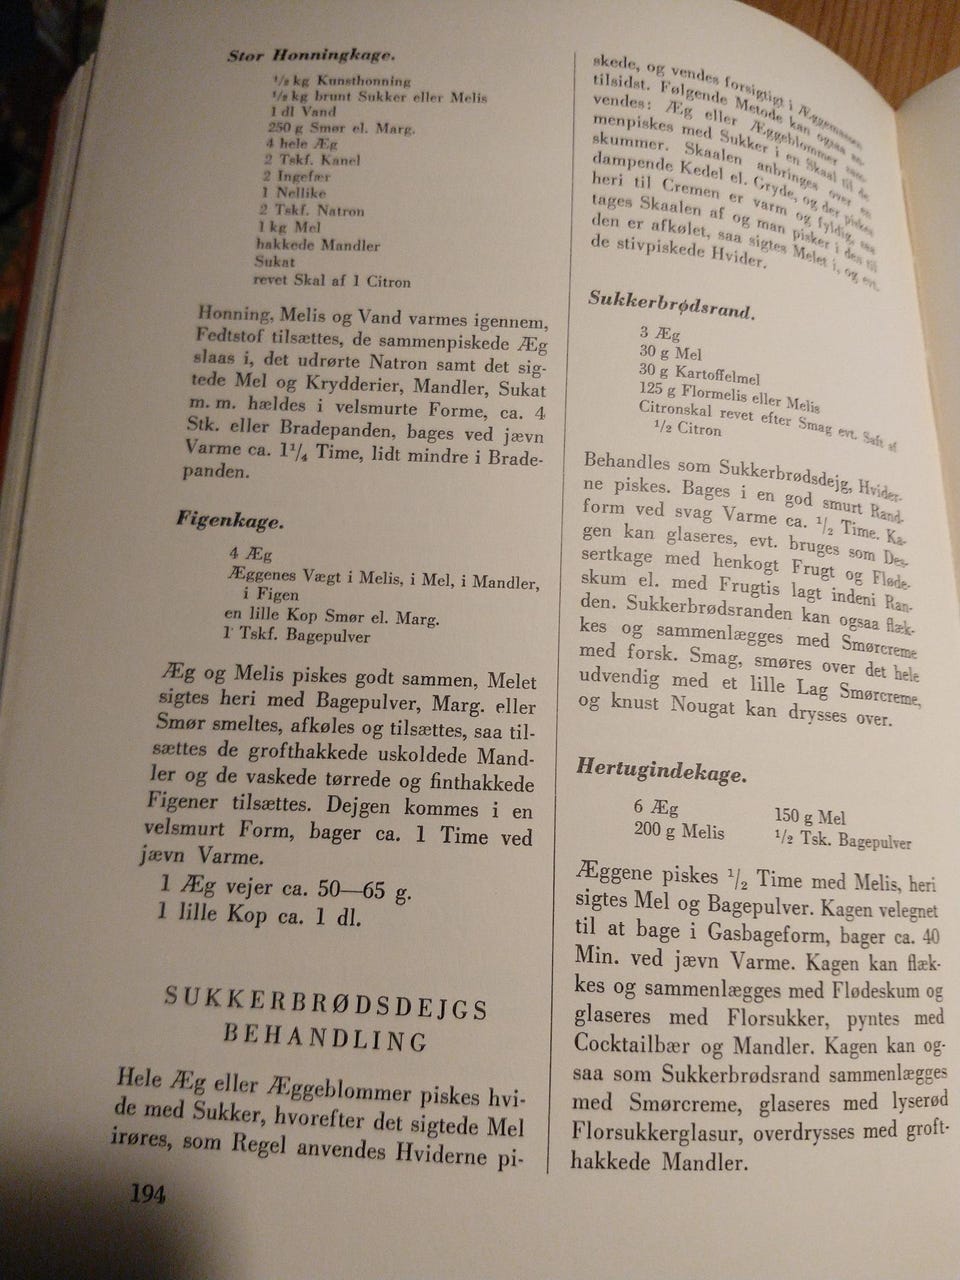 Stor Honningkage.
kg Kunsthonning
kg brunt Sukker eller Melis
1 dl Vand
250 g Smør el. Marg.
4 hele Æg
2 Tskf. Kanel
2 Ingefær
1 Nellike
2 Tskf. Natron
1 kg Mel
hakkede Mandler
Sukat
revet Skal af 1 Citron
Honning, Melis og Vand varmes igennem,
Fedtstof tilsættes, de sammenpiskede Æg
slaas i, det udrørte Natron samt det sig-
tede Mel og Krydderier, Mandler, Sukat
m. m. hældes i velsmurte Forme, ca. 4
Stk. eller Bradepanden, bages ved jævn
Varme ca. 1¹/₄ Time, lidt mindre i Brade-
panden.
Figenkage.
4 Æg
Æggenes Vægt i Melis, i Mel, i Mandler,
i Figen
en lille Kop Smør el. Marg.
1 Tskf. Bagepulver
Æg og Melis piskes godt sammen, Melet
sigtes heri med Bagepulver, Marg. eller
Smør smeltes, afkøles og tilsættes, saa til-
sættes de grofthakkede uskoldede Mand-
ler og de vaskede tørrede og finthakkede
Figener tilsættes. Dejgen kommes i en
velsmurt Form, bager ca. 1 Time ved
jævn Varme.
1 Æg vejer ca. 50—65 g.
1 lille Kop ca. 1 dl.
SUKKERBRØDSDEJGS
BEHANDLING
Hele Æg eller Æggeblommer piskes hvi-
de med Sukker, hvorefter det sigtede Mel
irøres, som Regel anvendes Hviderne pi-
194
skede, og vendes forsigtigt i Æggemassen
tilsidst. Følgende Metode kan ogsaa an-
vendes: Æg eller Æggeblommer sam-
menpiskes med Sukker i en Skaal til de
skummer. Skaalen anbringes over en
dampende Kedel el. Gryde, og der piskes
heri til Cremen er varm og fyldig, saa
tages Skaalen af og man pisker i den til
den er afkølet, saa sigtes Melet i, og evt.
de stivpiskede Hvider.
Sukkerbrødsrand.
3 Æg
30 g Mel
30 g Kartoffelmel
125 g Flormelis eller Melis
Citronskal revet efter Smag evt. Saft af
¹/₂ Citron
Behandles som Sukkerbrødsdejg, Hvider-
ne piskes. Bages i en god smurt Rand-
form ved svag Varme ca. ¹/₂ Time. Ka-
gen kan glaseres, evt. bruges som Des-
sertkage med henkogt Frugt og Fløde-
skum el. med Frugtis lagt indeni Ran-
den. Sukkerbrødsranden kan ogsaa flæk-
kes og sammenlægges med Smørcreme
med forsk. Smag, smøres over det hele
udvendig med et lille Lag Smørcreme,
og knust Nougat kan drysses over.
Hertugindekage.
6 Æg 150 g Mel
200 g Melis ¹/₂ Tsk. Bagepulver
Æggene piskes ¹/₂ Time med Melis, heri
sigtes Mel og Bagepulver. Kagen velegnet
til at bage i Gasbageform, bager ca. 40
Min. ved jævn Varme. Kagen kan flæk-
kes og sammenlægges med Flødeskum og
glaseres med Florsukker, pyntes med
Cocktailbær og Mandler. Kagen kan og-
saa som Sukkerbrødsrand sammenlægges
med Smørcreme, glaseres med lyserød
Florsukkerglasur, overdrysses med groft-
hakkede Mandler.